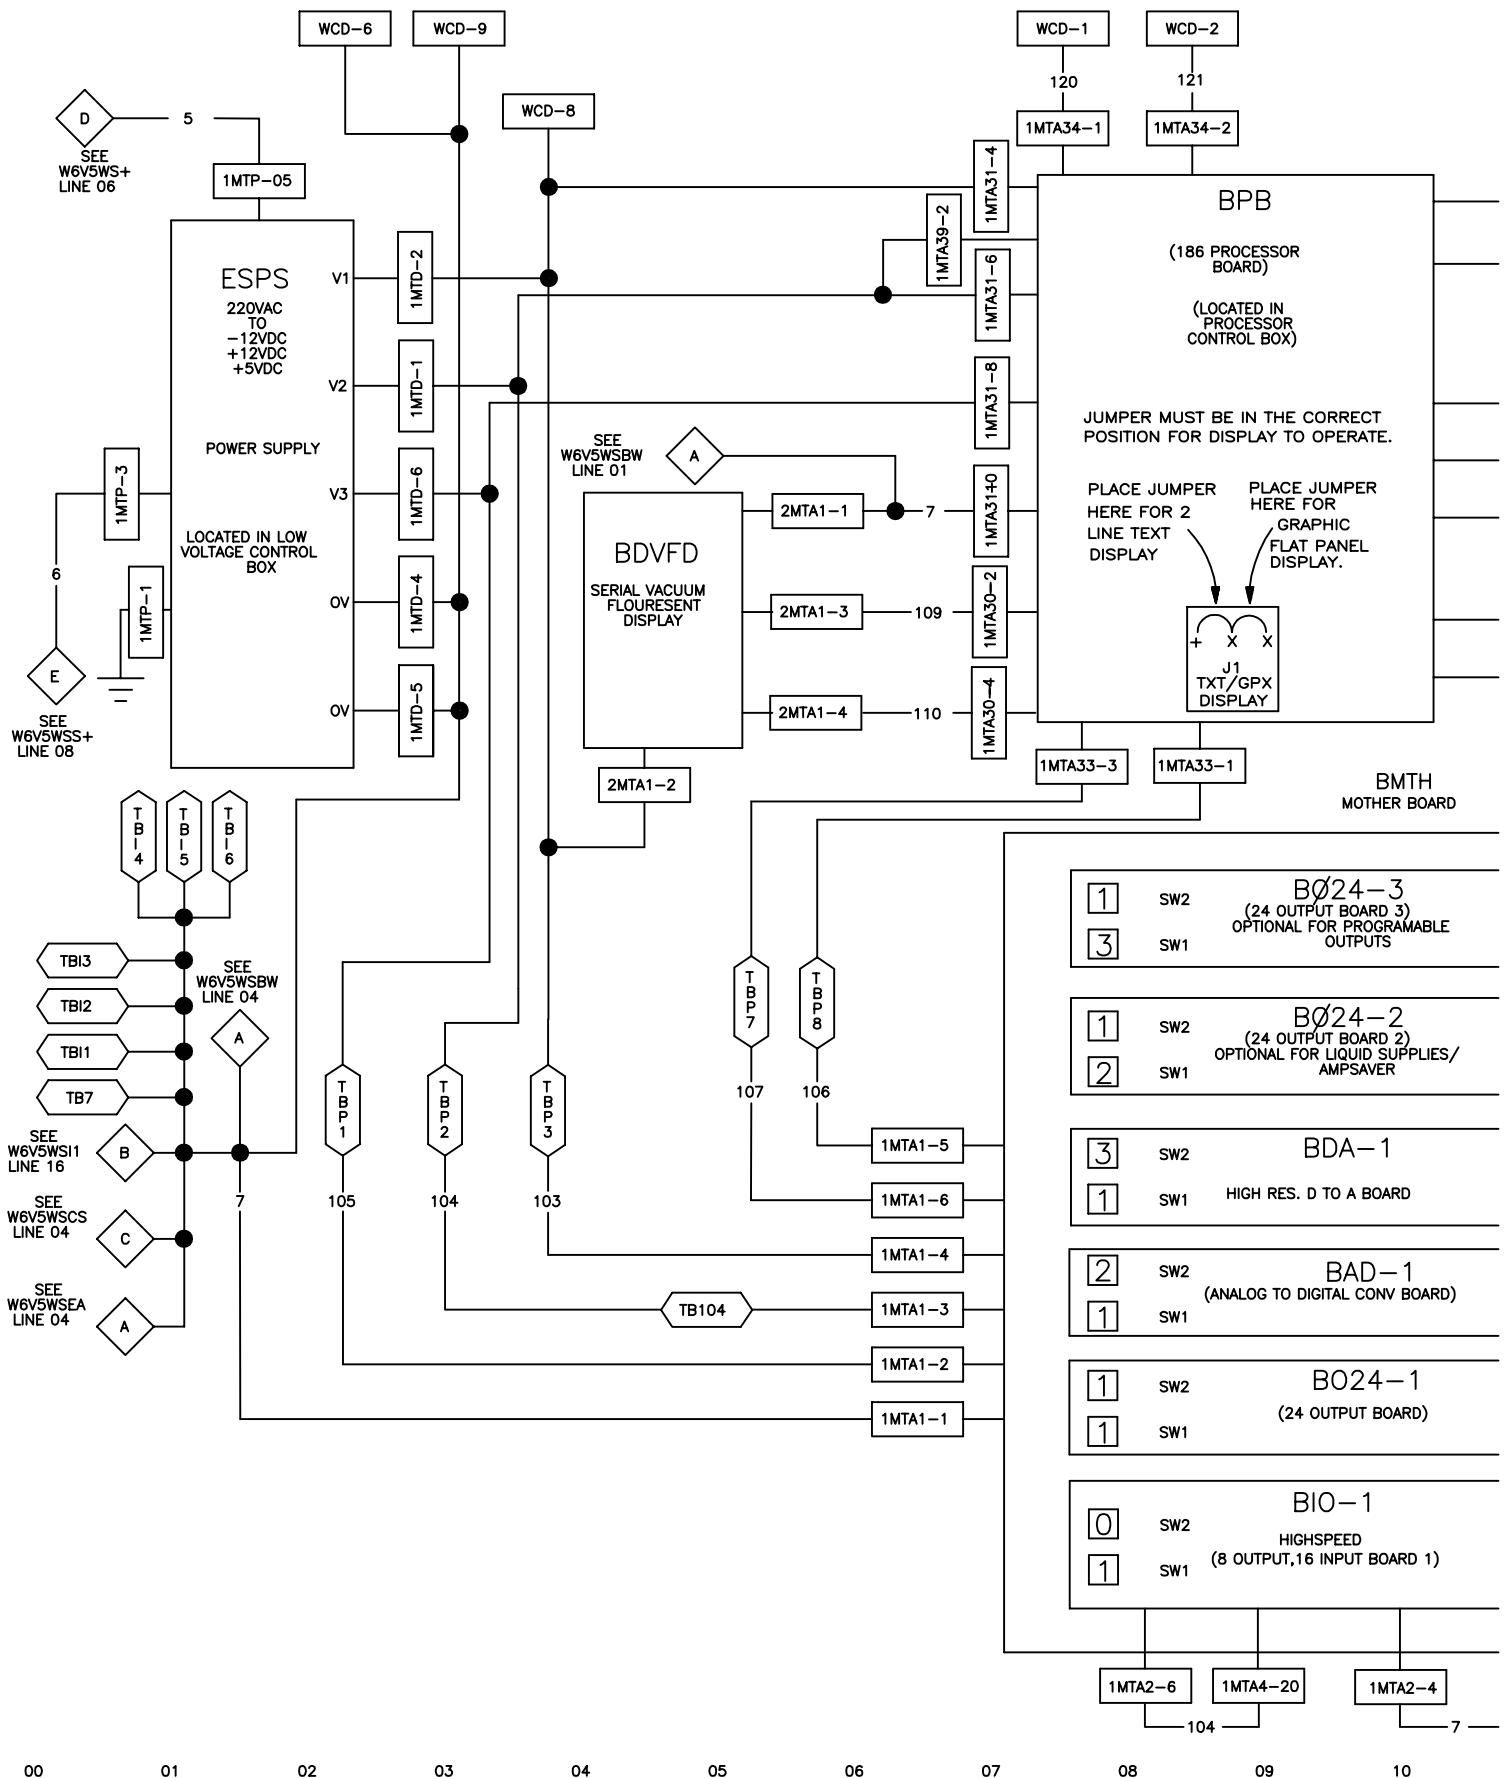 WCD-6
WCD-9
WCD-1
WCD-2
120
121
WCD-8
D
5
SEE
W6V5WS+
LINE 06
1MTP-05
1MTA34-1
1MTA34-2
1MTA31-4
1MTA39-2
1MTA31-6
1MTA31-8
1MTA31-10
1MTA30-2
1MTA30-4
BPB
(186 PROCESSOR
BOARD)
(LOCATED IN
PROCESSOR
CONTROL BOX)
JUMPER MUST BE IN THE CORRECT
POSITION FOR DISPLAY TO OPERATE.
PLACE JUMPER
HERE FOR 2
LINE TEXT
DISPLAY
PLACE JUMPER
HERE FOR
GRAPHIC
FLAT PANEL
DISPLAY.
+ X X
J1
TXT/GPX
DISPLAY
ESPS
220VAC
TO
-12VDC
+12VDC
+5VDC
POWER SUPPLY
LOCATED IN LOW
VOLTAGE CONTROL
BOX
V1
V2
V3
OV
OV
1MTD-2
1MTD-1
1MTD-6
1MTD-4
1MTD-5
1MTP-3
1MTP-1
6
E
SEE
W6V5WSS+
LINE 08
SEE
W6V5WSBW
LINE 01
A
BDVFD
SERIAL VACUUM
FLOURESENT
DISPLAY
2MTA1-1
7
2MTA1-3
109
2MTA1-4
110
2MTA1-2
1MTA33-3
1MTA33-1
BMTH
MOTHER BOARD
TB-4
TB-5
TB-6
TB13
TB12
TB11
TB7
SEE
W6V5WSBW
LINE 04
A
SEE
W6V5WSI1
LINE 16
B
SEE
W6V5WSCS
LINE 04
C
SEE
W6V5WSEA
LINE 04
A
7
TBP1
105
TBP2
104
TBP3
103
TBP7
107
TBP8
106
1MTA1-5
1MTA1-6
1MTA1-4
TB104
1MTA1-3
1MTA1-2
1MTA1-1
1 SW2
3 SW1
BØ24-3
(24 OUTPUT BOARD 3)
OPTIONAL FOR PROGRAMABLE
OUTPUTS
1 SW2
2 SW1
BØ24-2
(24 OUTPUT BOARD 2)
OPTIONAL FOR LIQUID SUPPLIES/
AMPSAVER
3 SW2
1 SW1
BDA-1
HIGH RES. D TO A BOARD
2 SW2
1 SW1
BAD-1
(ANALOG TO DIGITAL CONV BOARD)
1 SW2
1 SW1
BO24-1
(24 OUTPUT BOARD)
0 SW2
1 SW1
BIO-1
HIGHSPEED
(8 OUTPUT,16 INPUT BOARD 1)
1MTA2-6
1MTA4-20
1MTA2-4
104
7
00 01 02 03 04 05 06 07 08 09 10